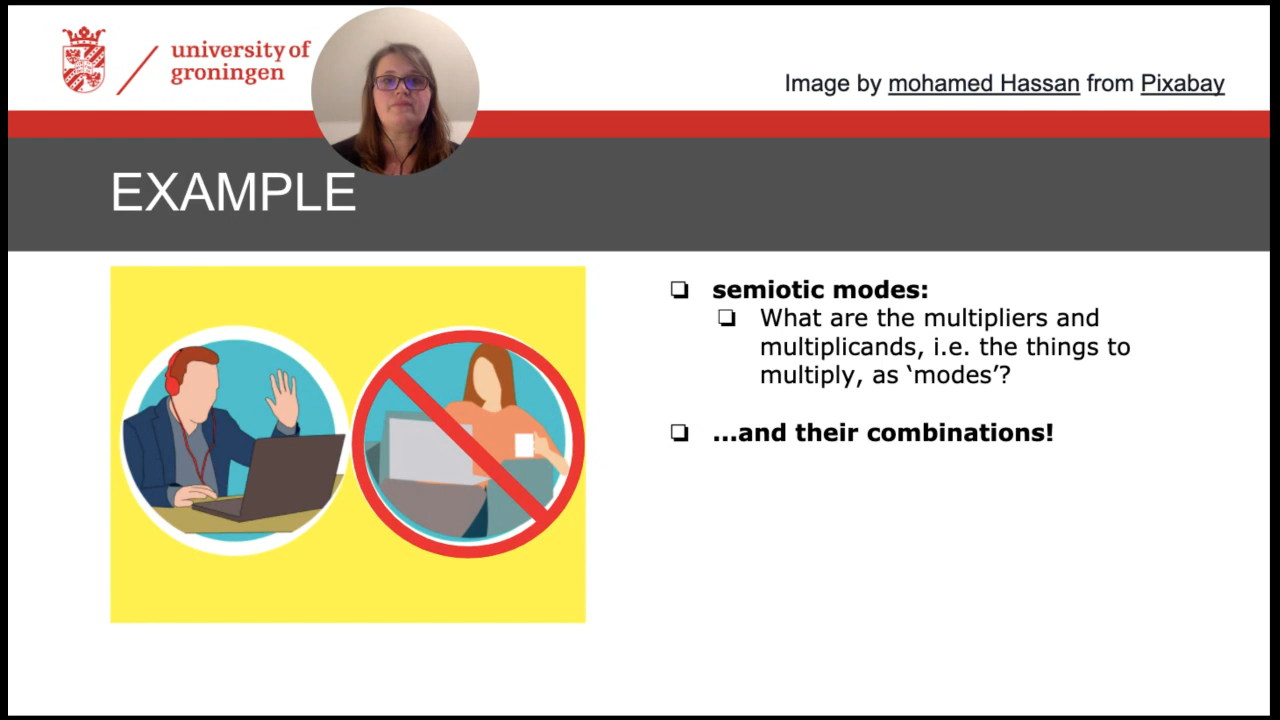 university of
groningen
Image by mohamed Hassan from Pixabay
EXAMPLE
❏ semiotic modes:
❏ What are the multipliers and
multiplicands, i.e. the things to
multiply, as ‘modes’?
❏ …and their combinations!